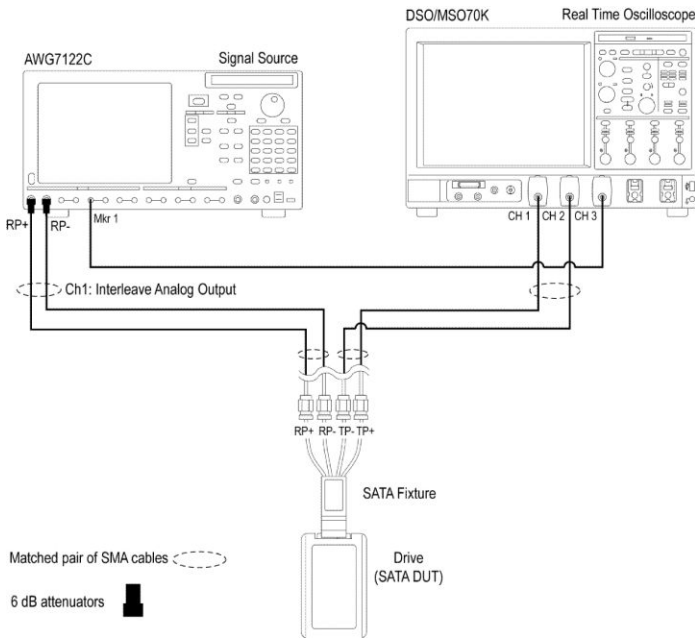 DSO/MSO70K Real Time Oscilloscope
AWG7122C Signal Source
RP+ RP- Mkr 1
CH 1 CH 2 CH 3
Ch1: Interleave Analog Output
RP+ RP- TP- TP+
SATA Fixture
Matched pair of SMA cables
Drive
(SATA DUT)
6 dB attenuators